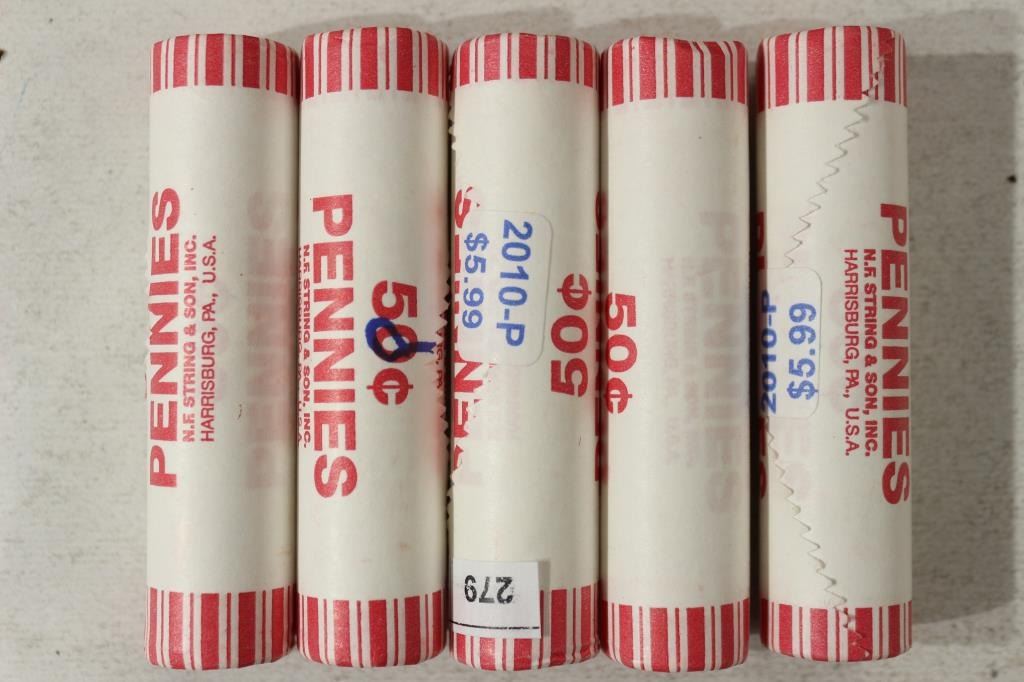 PENNIES
N.F. STRING & SON, INC.
HARRISBURG, PA., U.S.A.
PENNIES
N.F. STRING & SON, INC.
50¢
2010-P
$5.99
50¢
279
50¢
PENNIES
2010-P
$5.99
PENNIES
N.F. STRING & SON, INC.
HARRISBURG, PA., U.S.A.